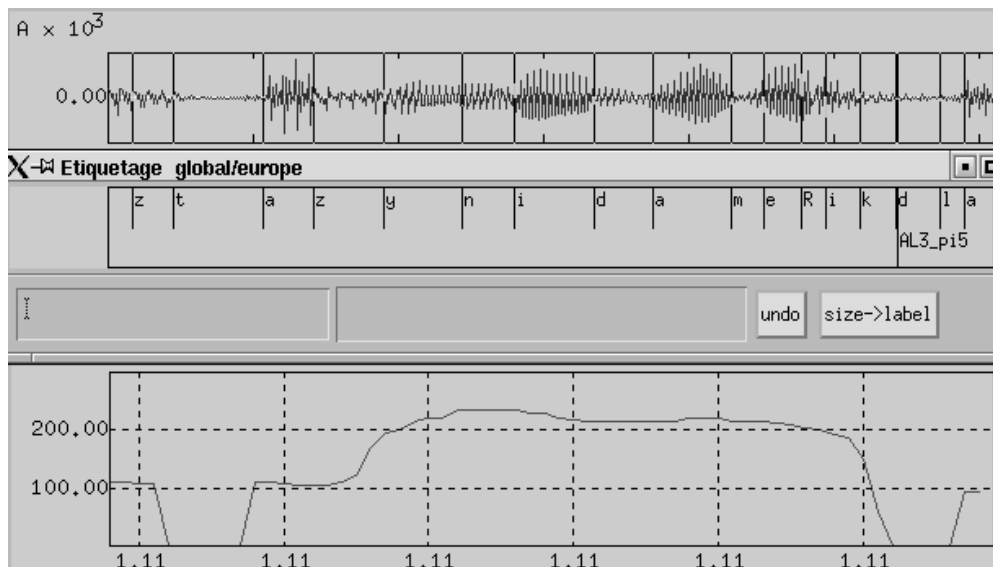 A × 10³
0.00
X Etiquetage global/europe
z t a z y n i d a m e R i k d l a
AL3_pi5
undo size->label
200.00
100.00
1.11 1.11 1.11 1.11 1.11 1.11